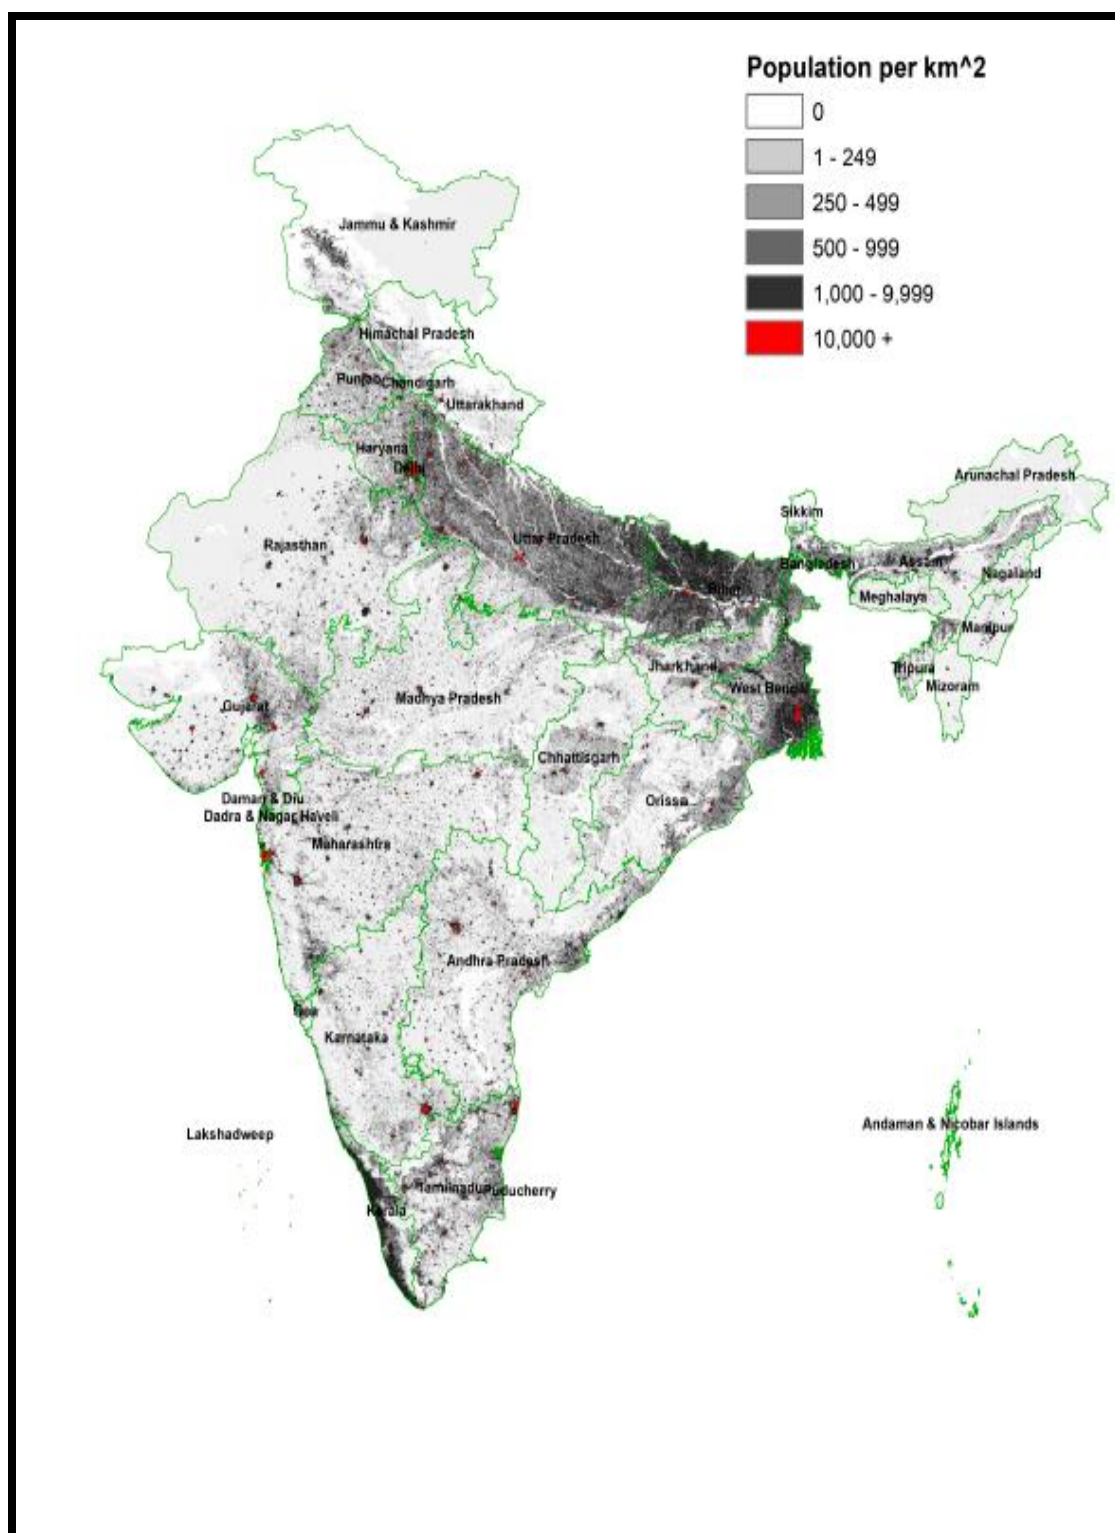 Population per km^2
0
1 - 249
250 - 499
500 - 999
1,000 - 9,999
10,000 +
Jammu & Kashmir
Himachal Pradesh
Punjab
Chandigarh
Uttarakhand
Haryana
Delhi
Arunachal Pradesh
Sikkim
Rajasthan
Uttar Pradesh
Bangladesh
Assam
Nagaland
Bihar
Meghalaya
Manipur
Jharkhand
Tripura
Mizoram
Madhya Pradesh
West Bengal
Gujarat
Chhattisgarh
Daman & Diu
Dadra & Nagar Haveli
Orissa
Maharashtra
Andhra Pradesh
Goa
Karnataka
Lakshadweep
Andaman & Nicobar Islands
Tamilnadu
Puducherry
Kerala